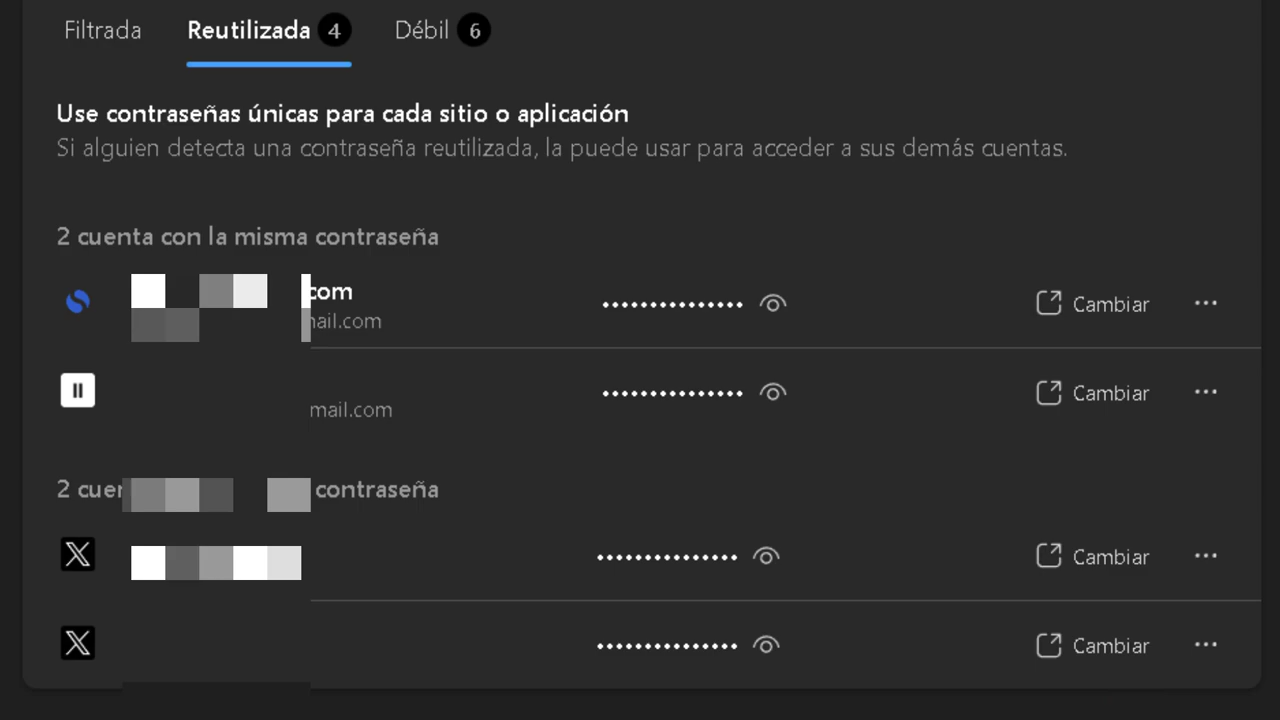 Filtrada Reutilizada 4 Débil 6
Use contraseñas únicas para cada sitio o aplicación
Si alguien detecta una contraseña reutilizada, la puede usar para acceder a sus demás cuentas.
2 cuenta con la misma contraseña
com
•••••••••••••• Cambiar ···
mail.com
•••••••••••••• Cambiar ···
mail.com
2 cuen contraseña
•••••••••••••• Cambiar ···
•••••••••••••• Cambiar ···